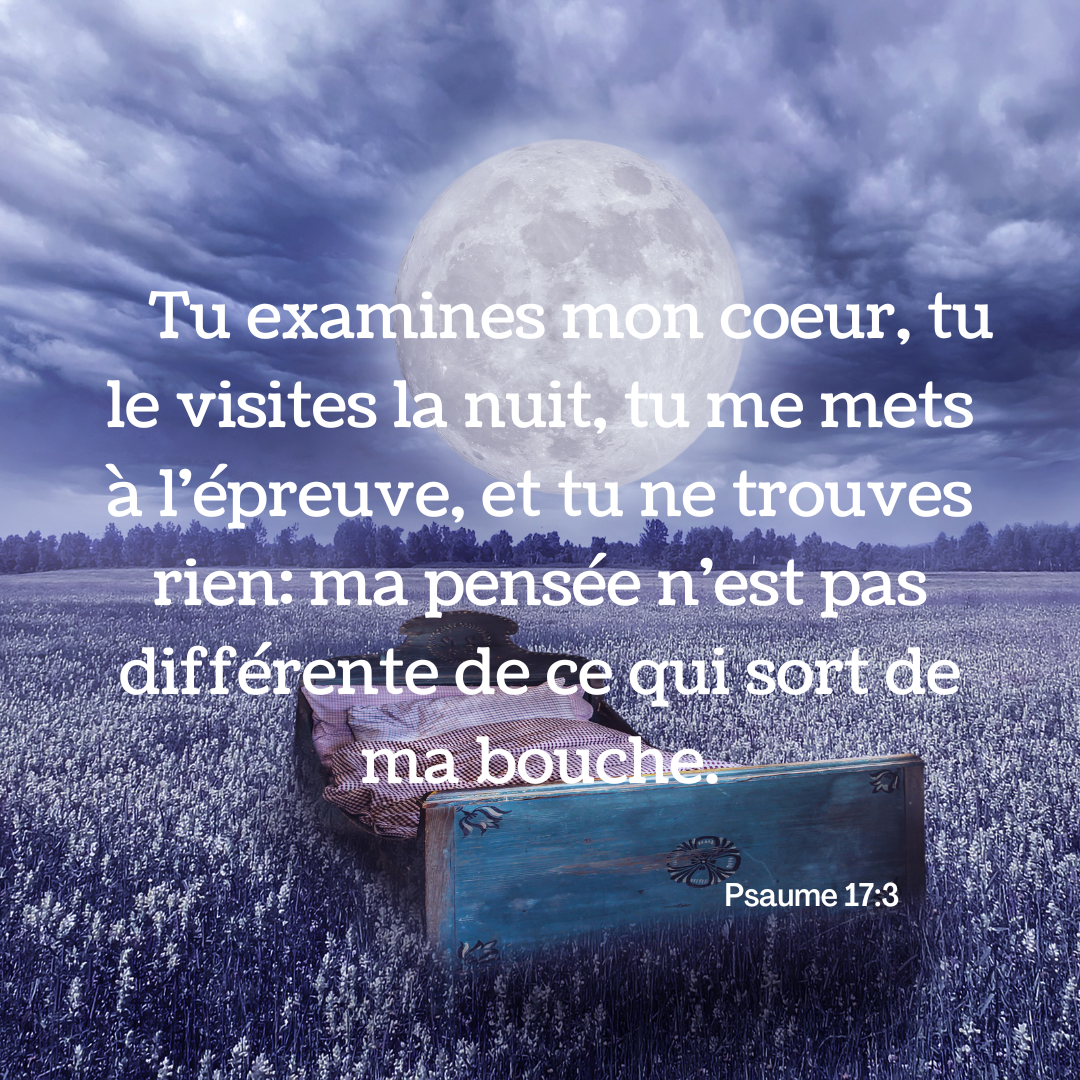 Tu examines mon coeur, tu
le visites la nuit, tu me mets
à l’épreuve, et tu ne trouves
rien: ma pensée n’est pas
différente de ce qui sort de
ma bouche.
Psaume 17:3